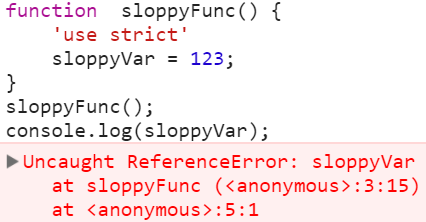 function  sloppyFunc() {
    'use strict'
    sloppyVar = 123;
}
sloppyFunc();
console.log(sloppyVar);
▶Uncaught ReferenceError: sloppyVar
    at sloppyFunc (<anonymous>:3:15)
    at <anonymous>:5:1